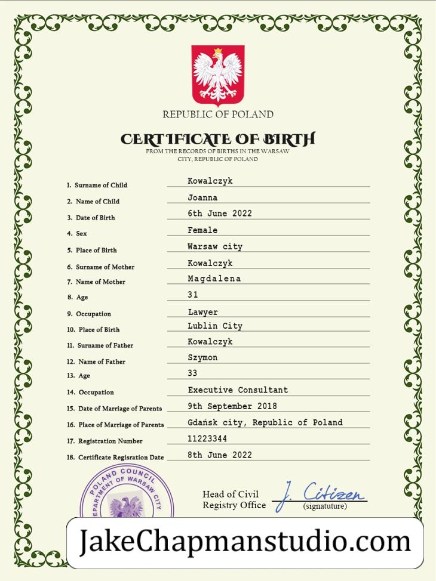 REPUBLIC OF POLAND
CERTIFICATE OF BIRTH
FROM THE RECORDS OF BIRTHS IN THE WARSAW
CITY, REPUBLIC OF POLAND
1. Surname of Child Kowalczyk
2. Name of Child Joanna
3. Date of Birth 6th June 2022
4. Sex Female
5. Place of Birth Warsaw city
6. Surname of Mother Kowalczyk
7. Name of Mother Magdalena
8. Age 31
9. Occupation Lawyer
10. Place of Birth Lublin City
11. Surname of Father Kowalczyk
12. Name of Father Szymon
13. Age 33
14. Occupation Executive Consultant
15. Date of Marriage of Parents 9th September 2018
16. Place of Marriage of Parents Gdańsk city, Republic of Poland
17. Registration Number 11223344
18. Certificate Regisration Date 8th June 2022
POLAND COUNCIL
DEPARTMENT OF WARSAW CITY
Head of Civil
Registry Office J. Citizen
(signatuture)
JakeChapmanstudio.com